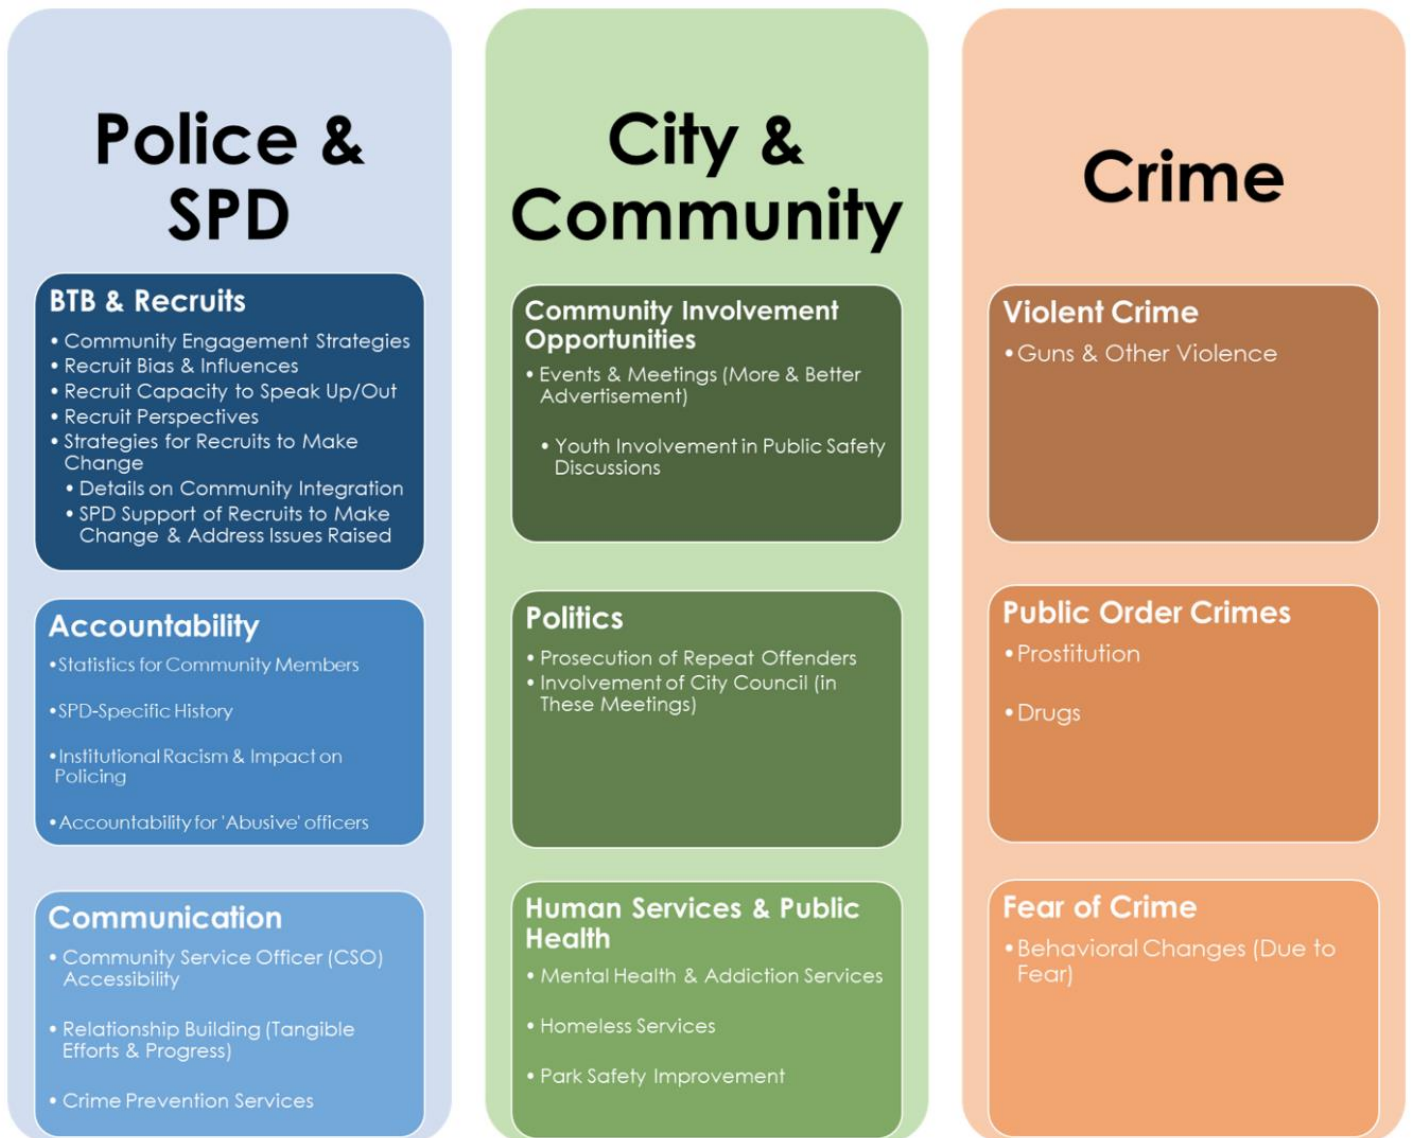 Police &
SPD
BTB & Recruits
• Community Engagement Strategies
• Recruit Bias & Influences
• Recruit Capacity to Speak Up/Out
• Recruit Perspectives
• Strategies for Recruits to Make
Change
• Details on Community Integration
• SPD Support of Recruits to Make
Change & Address Issues Raised
Accountability
•Statistics for Community Members
•SPD-Specific History
•Institutional Racism & Impact on
Policing
•Accountability for 'Abusive' officers
Communication
• Community Service Officer (CSO)
Accessibility
• Relationship Building (Tangible
Efforts & Progress)
• Crime Prevention Services
City &
Community
Community Involvement
Opportunities
• Events & Meetings (More & Better
Advertisement)
• Youth Involvement in Public Safety
Discussions
Politics
• Prosecution of Repeat Offenders
• Involvement of City Council (in
These Meetings)
Human Services & Public
Health
• Mental Health & Addiction Services
• Homeless Services
• Park Safety Improvement
Crime
Violent Crime
•Guns & Other Violence
Public Order Crimes
•Prostitution
•Drugs
Fear of Crime
•Behavioral Changes (Due to
Fear)